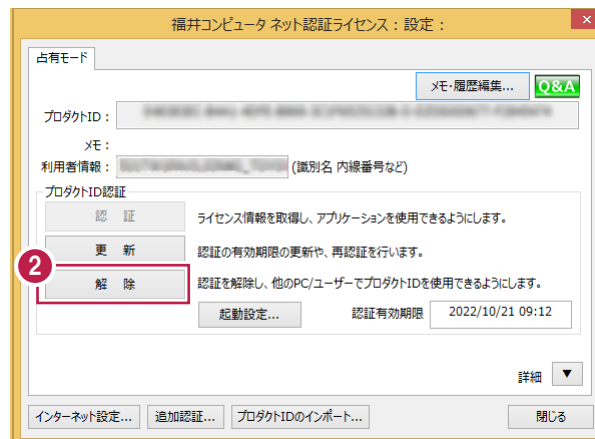 福井コンピュータ ネット認証ライセンス：設定：
占有モード
メモ・履歴編集... Q&A
プロダクトID：
メモ：
利用者情報： (識別名 内線番号など)
プロダクトID認証
認 証 ライセンス情報を取得し、アプリケーションを使用できるようにします。
更 新 認証の有効期限の更新や、再認証を行います。
2
解 除 認証を解除し、他のPC/ユーザーでプロダクトIDを使用できるようにします。
起動設定... 認証有効期限 2022/10/21 09:12
詳細 ▼
インターネット設定... 追加認証... プロダクトIDのインポート... 閉じる